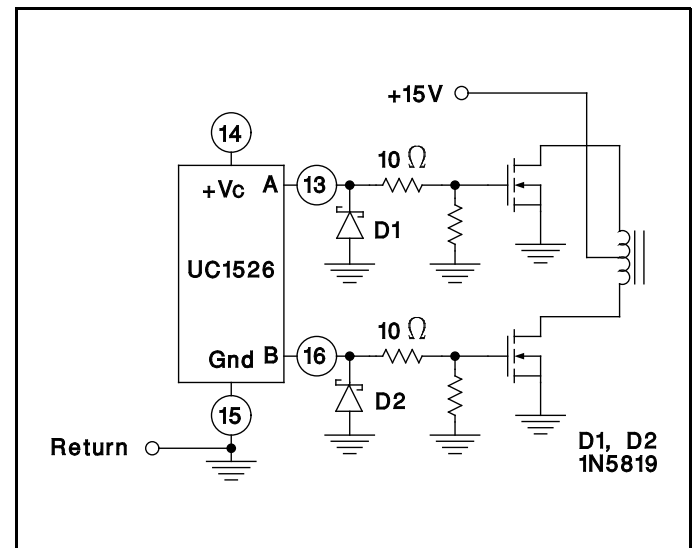 +15V
14
10 Ω
+Vc A 13
D1
UC1526
10 Ω
Gnd B 16
D2
15
Return
D1, D2
1N5819